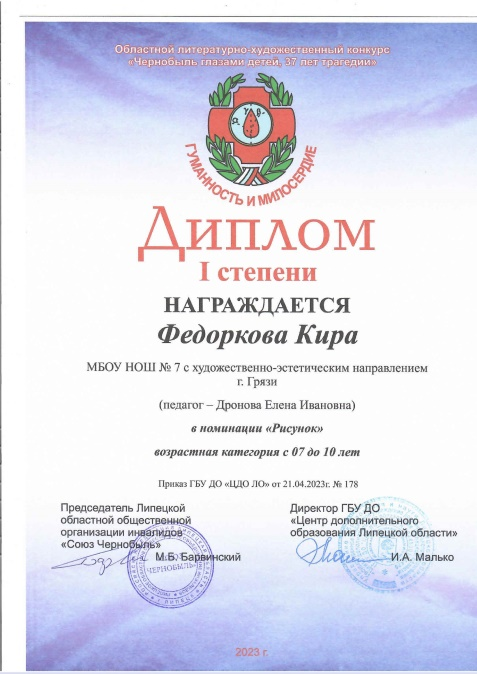 Областной литературно-художественный конкурс
«Чернобыль глазами детей, 37 лет трагедии»
α γ β-
ГУМАННОСТЬ И МИЛОСЕРДИЕ
Диплом
I степени
НАГРАЖДАЕТСЯ
Федоркова Кира
МБОУ НОШ № 7 с художественно-эстетическим направлением
г. Грязи
(педагог – Дронова Елена Ивановна)
в номинации «Рисунок»
возрастная категория с 07 до 10 лет
Приказ ГБУ ДО «ЦДО ЛО» от 21.04.2023г. № 178
Председатель Липецкой
областной общественной
организации инвалидов
«Союз Чернобыль»
М.Б. Барвинский
ЧЕРНОБЫЛЬ
Директор ГБУ ДО
«Центр дополнительного
образования Липецкой области»
И.А. Малько
2023 г.